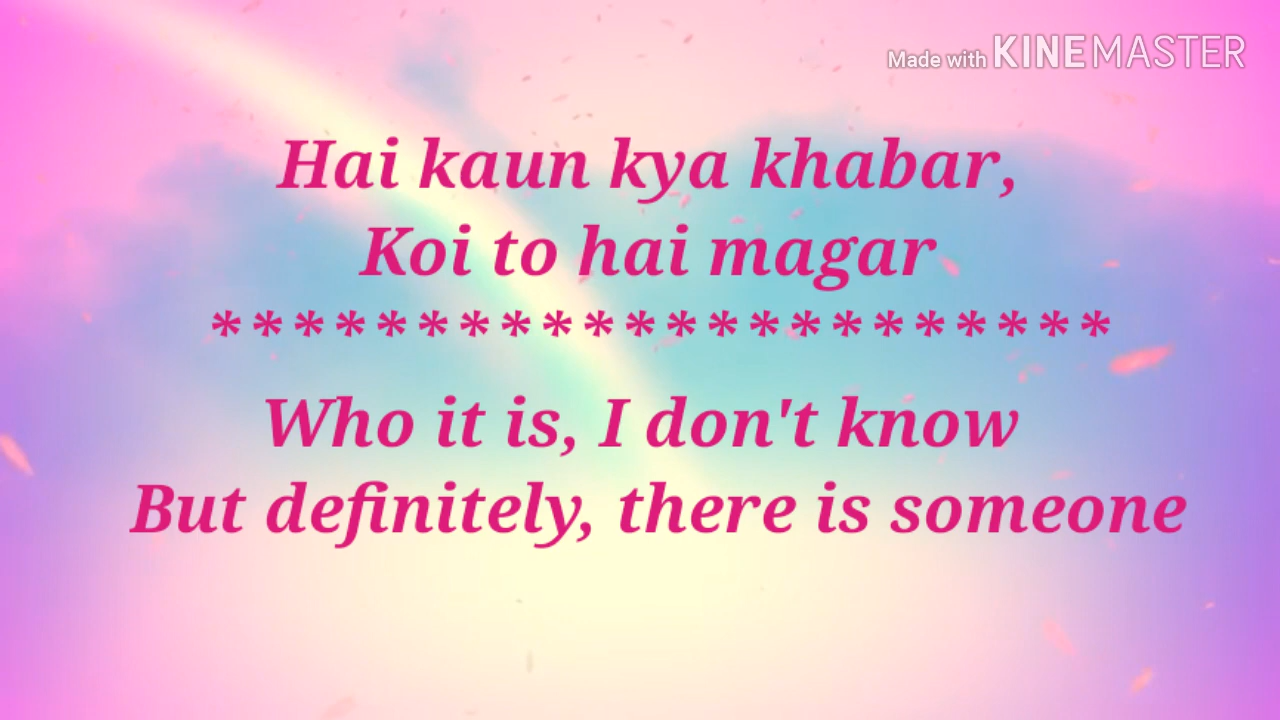 Made with KINEMASTER
Hai kaun kya khabar,
Koi to hai magar
**********************
Who it is, I don't know
But definitely, there is someone